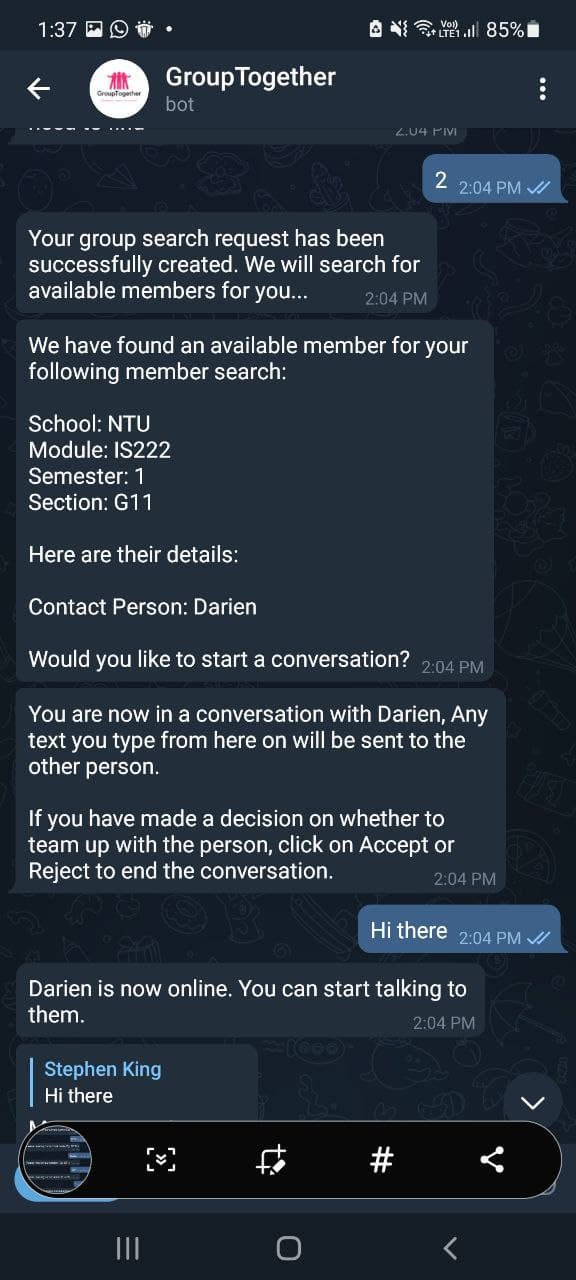 1:37 Vo) LTE1 85%
GroupTogether
GroupTogether
bot
need to find
2:04 PM
2 2:04 PM
Your group search request has been
successfully created. We will search for
available members for you... 2:04 PM
We have found an available member for your
following member search:
School: NTU
Module: IS222
Semester: 1
Section: G11
Here are their details:
Contact Person: Darien
Would you like to start a conversation? 2:04 PM
You are now in a conversation with Darien, Any
text you type from here on will be sent to the
other person.
If you have made a decision on whether to
team up with the person, click on Accept or
Reject to end the conversation. 2:04 PM
Hi there 2:04 PM
Darien is now online. You can start talking to
them. 2:04 PM
Stephen King
Hi there
#